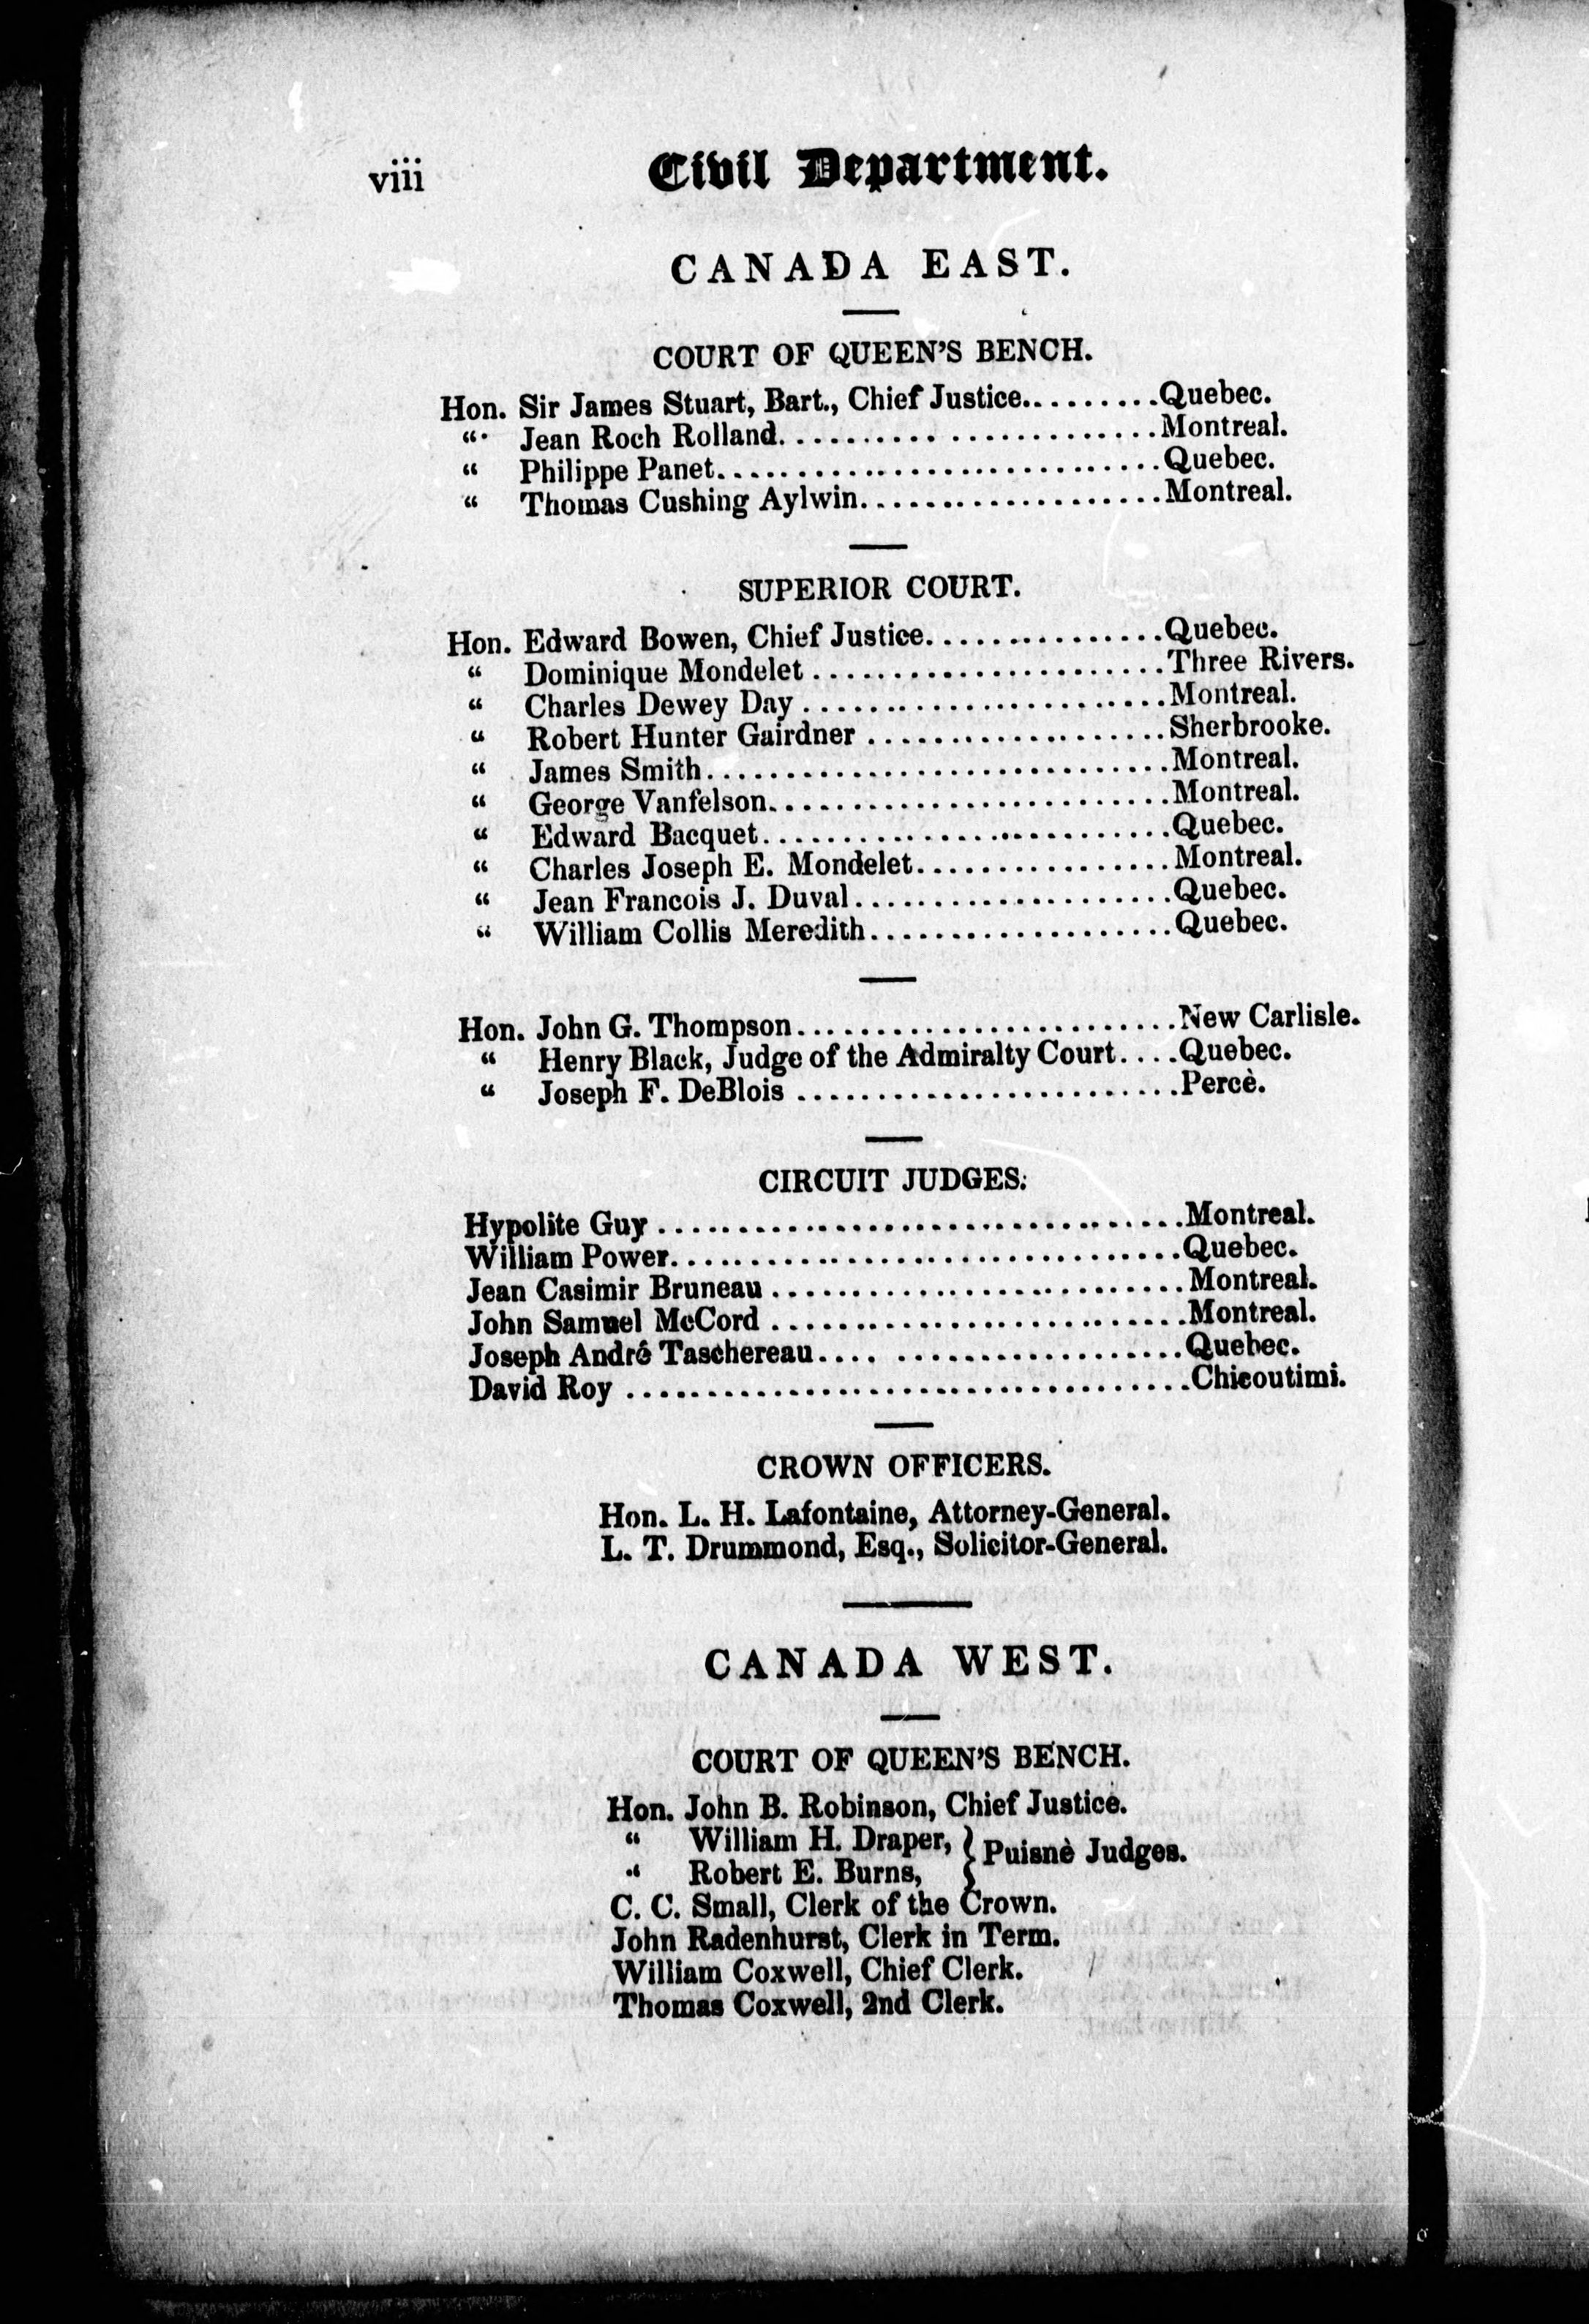 viii
Civil Department.
CANADA EAST.
COURT OF QUEEN'S BENCH.
Hon. Sir James Stuart, Bart., Chief Justice..........Quebec.
“ Jean Roch Rolland..........................Montreal.
“ Philippe Panet..............................Quebec.
“ Thomas Cushing Aylwin....................Montreal.
SUPERIOR COURT.
Hon. Edward Bowen, Chief Justice................Quebec.
“ Dominique Mondelet.......................Three Rivers.
“ Charles Dewey Day........................Montreal.
“ Robert Hunter Gairdner....................Sherbrooke.
“ James Smith..............................Montreal.
“ George Vanfelson.........................Montreal.
“ Edward Bacquet...........................Quebec.
“ Charles Joseph E. Mondelet.................Montreal.
“ Jean Francois J. Duval.....................Quebec.
“ William Collis Meredith....................Quebec.
Hon. John G. Thompson.........................New Carlisle.
“ Henry Black, Judge of the Admiralty Court....Quebec.
“ Joseph F. DeBlois.........................Percè.
CIRCUIT JUDGES.
Hypolite Guy...................................Montreal.
William Power..................................Quebec.
Jean Casimir Bruneau...........................Montreal.
John Samuel McCord...........................Montreal.
Joseph André Taschereau.... ...................Quebec.
David Roy.....................................Chicoutimi.
CROWN OFFICERS.
Hon. L. H. Lafontaine, Attorney-General.
L. T. Drummond, Esq., Solicitor-General.
CANADA WEST.
COURT OF QUEEN'S BENCH.
Hon. John B. Robinson, Chief Justice.
“ William H. Draper, } Puisnè Judges.
“ Robert E. Burns,
C. C. Small, Clerk of the Crown.
John Radenhurst, Clerk in Term.
William Coxwell, Chief Clerk.
Thomas Coxwell, 2nd Clerk.